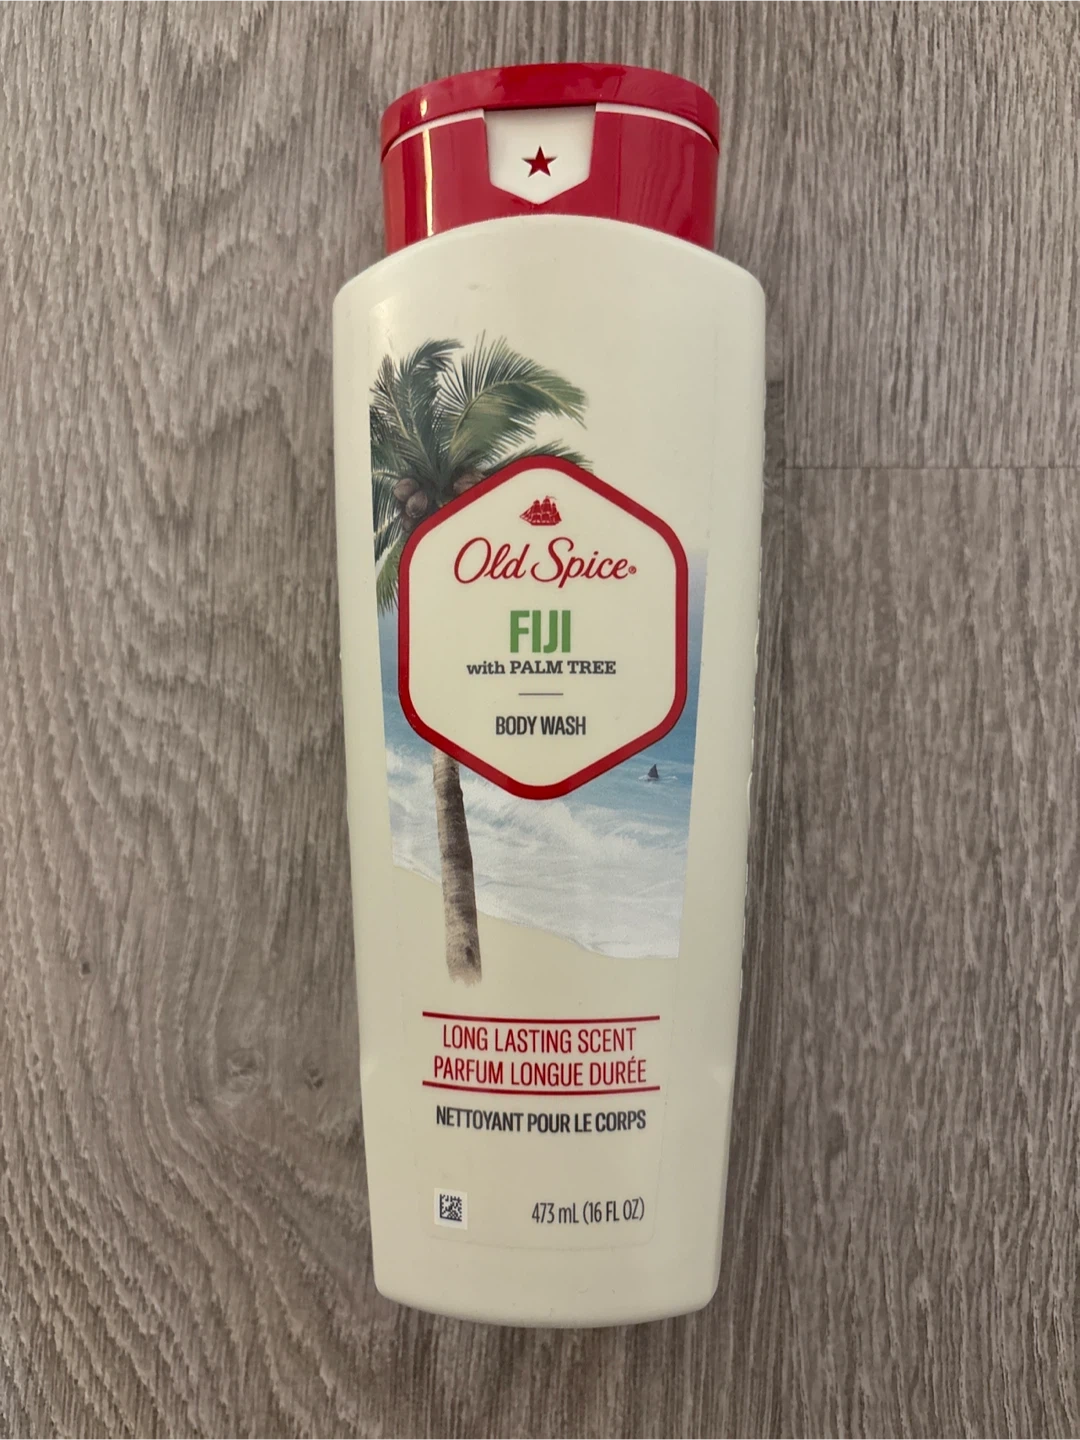 Old Spice®
FIJI
with PALM TREE
BODY WASH
LONG LASTING SCENT
PARFUM LONGUE DURÉE
NETTOYANT POUR LE CORPS
473 mL (16 FL OZ)